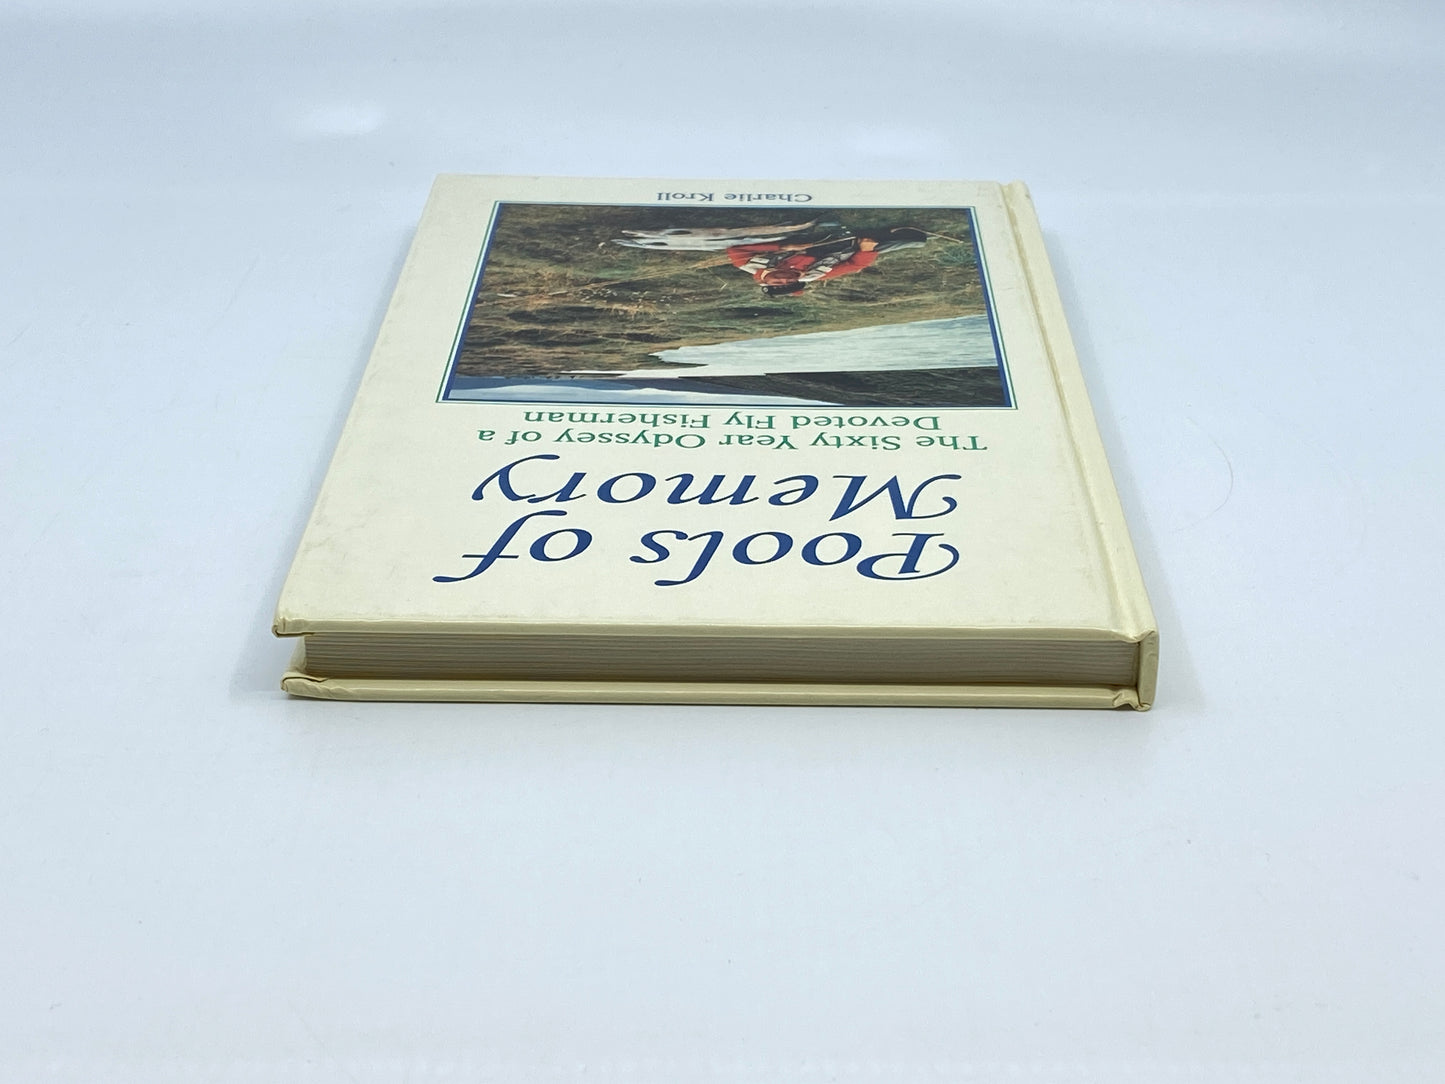 Pools of
Memory
The Sixty Year Odyssey of a
Devoted Fly Fisherman
Charlie Kroll